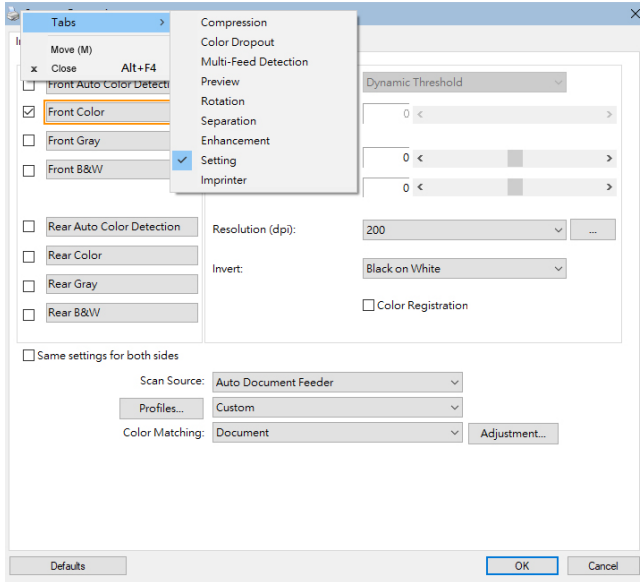 Tabs
Move (M)
x Close Alt+F4
Compression
Color Dropout
Multi-Feed Detection
Preview
Rotation
Separation
Enhancement
Setting
Imprinter
Front Auto Color Detecti
Front Color
Front Gray
Front B&W
Rear Auto Color Detection
Rear Color
Rear Gray
Rear B&W
Dynamic Threshold
0
0
0
Resolution (dpi): 200 ...
Invert: Black on White
Color Registration
Same settings for both sides
Scan Source: Auto Document Feeder
Profiles... Custom
Color Matching: Document Adjustment...
Defaults OK Cancel